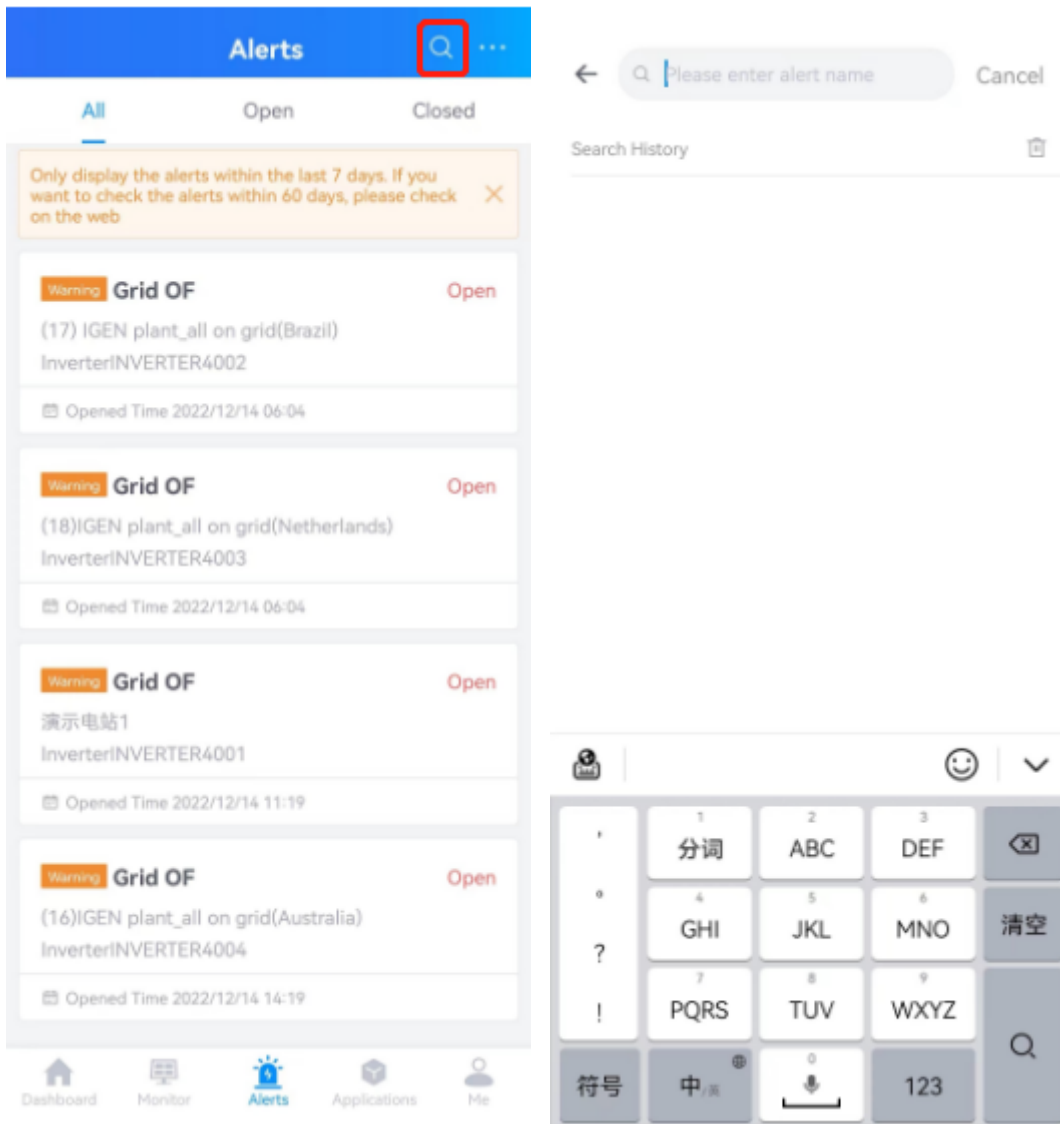 Alerts
All
Open
Closed
Only display the alerts within the last 7 days. If you
want to check the alerts within 60 days, please check
on the web
Warning Grid OF Open
(17) IGEN plant_all on grid(Brazil)
InverterINVERTER4002
Opened Time 2022/12/14 06:04
Warning Grid OF Open
(18)IGEN plant_all on grid(Netherlands)
InverterINVERTER4003
Opened Time 2022/12/14 06:04
Warning Grid OF Open
演示电站1
InverterINVERTER4001
Opened Time 2022/12/14 11:19
Warning Grid OF Open
(16)IGEN plant_all on grid(Australia)
InverterINVERTER4004
Opened Time 2022/12/14 14:19
Dashboard
Monitor
Alerts
Applications
Me
Please enter alert name
Cancel
Search History
，
。
?
!
1
分词
2
ABC
3
DEF
4
GHI
5
JKL
6
MNO
清空
7
PQRS
8
TUV
9
WXYZ
符号
中/英
0
123